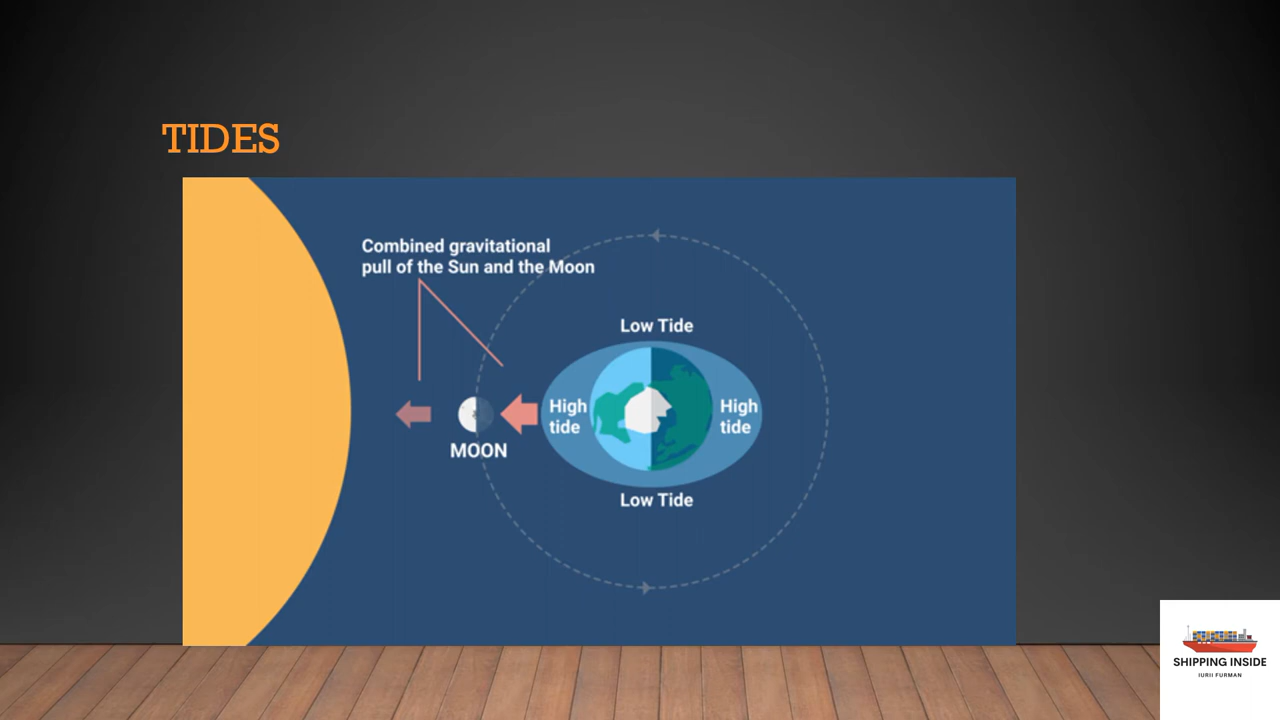 TIDES
Combined gravitational
pull of the Sun and the Moon
Low Tide
High
tide
High
tide
MOON
Low Tide
SHIPPING INSIDE
IURII FURMAN